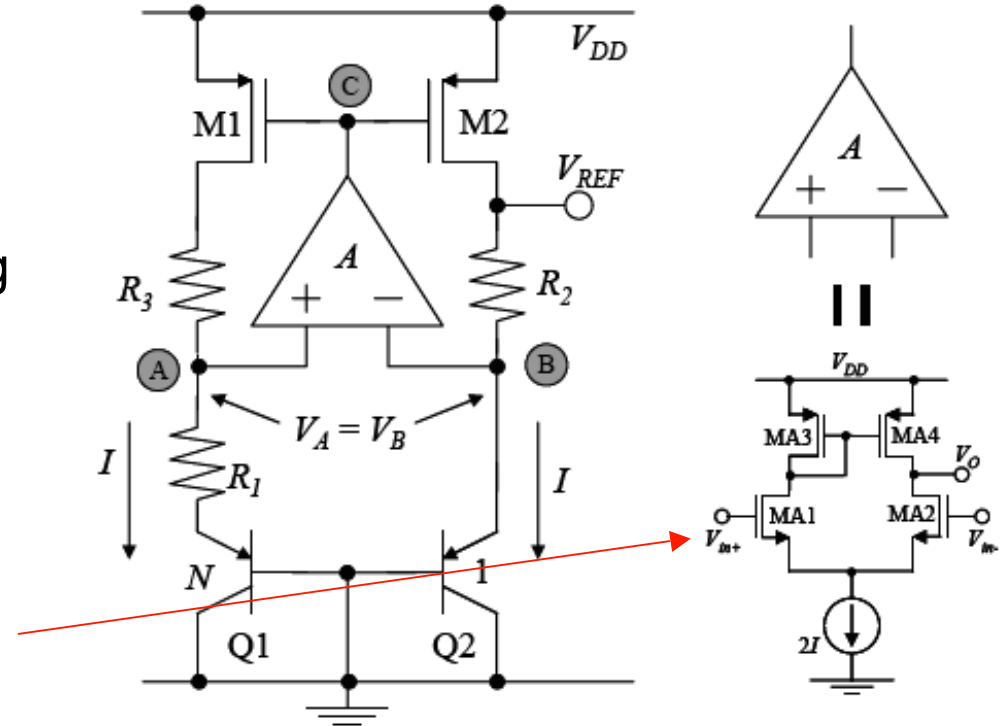 V_DD
C
M1
M2
V_REF
A
+ −
g
R_3
A
+ −
R_2
A
B
V_A = V_B
I
R_1
I
N
1
Q1
Q2
V_DD
MA3
MA4
V_O
MA1
MA2
V_in+
V_in-
2I